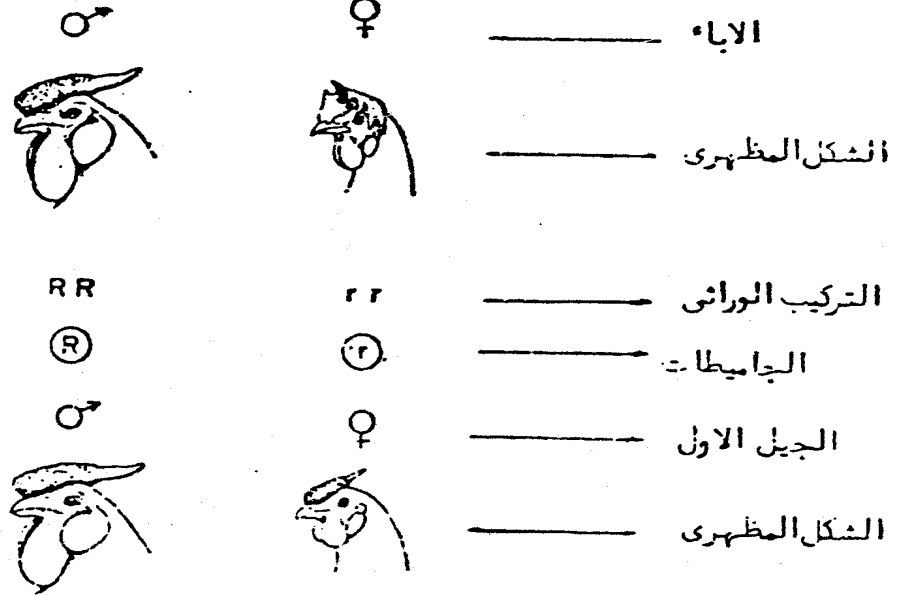 ♂ ♀ الاباء
الشكل المظهرى
RR rr التركيب الوراثى
R r الجاميطات
♂ ♀ الجيل الاول
الشكل المظهرى